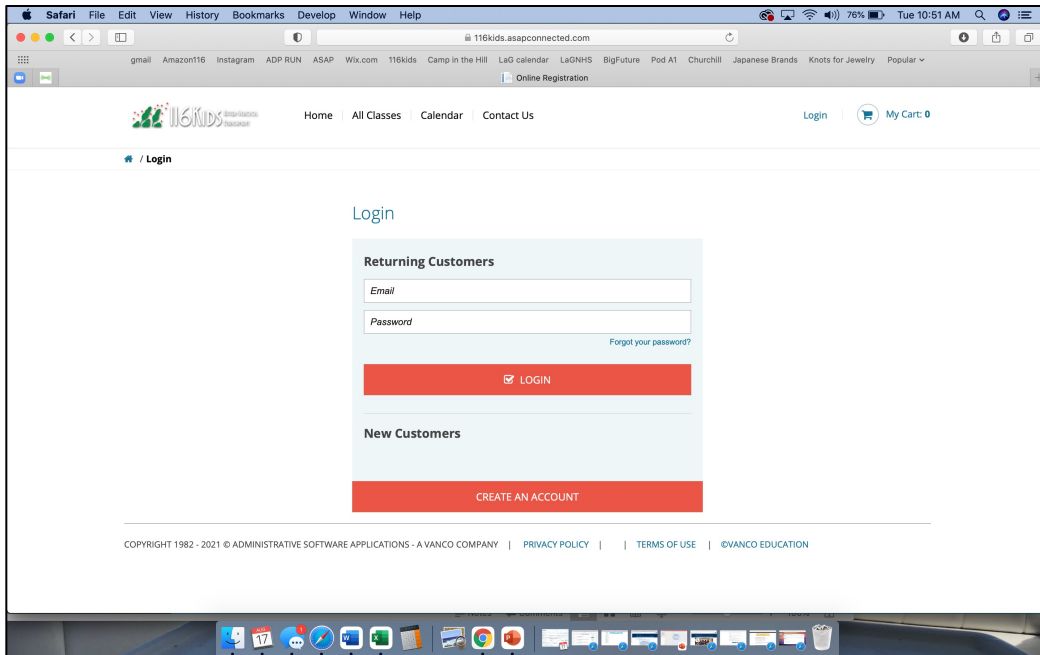 Safari File Edit View History Bookmarks Develop Window Help 76% Tue 10:51 AM
116kids.asapconnected.com
gmail Amazon116 Instagram ADP RUN ASAP Wix.com 116kids Camp in the Hill LaG calendar LaGNHS BigFuture Pod A1 Churchill Japanese Brands Knots for Jewelry Popular
Online Registration
116Kids Home All Classes Calendar Contact Us Login My Cart: 0
/ Login
Login
Returning Customers
Email
Password
Forgot your password?
LOGIN
New Customers
CREATE AN ACCOUNT
COPYRIGHT 1982 - 2021 © ADMINISTRATIVE SOFTWARE APPLICATIONS - A VANCO COMPANY | PRIVACY POLICY | | TERMS OF USE | ©VANCO EDUCATION
AUG
17 1